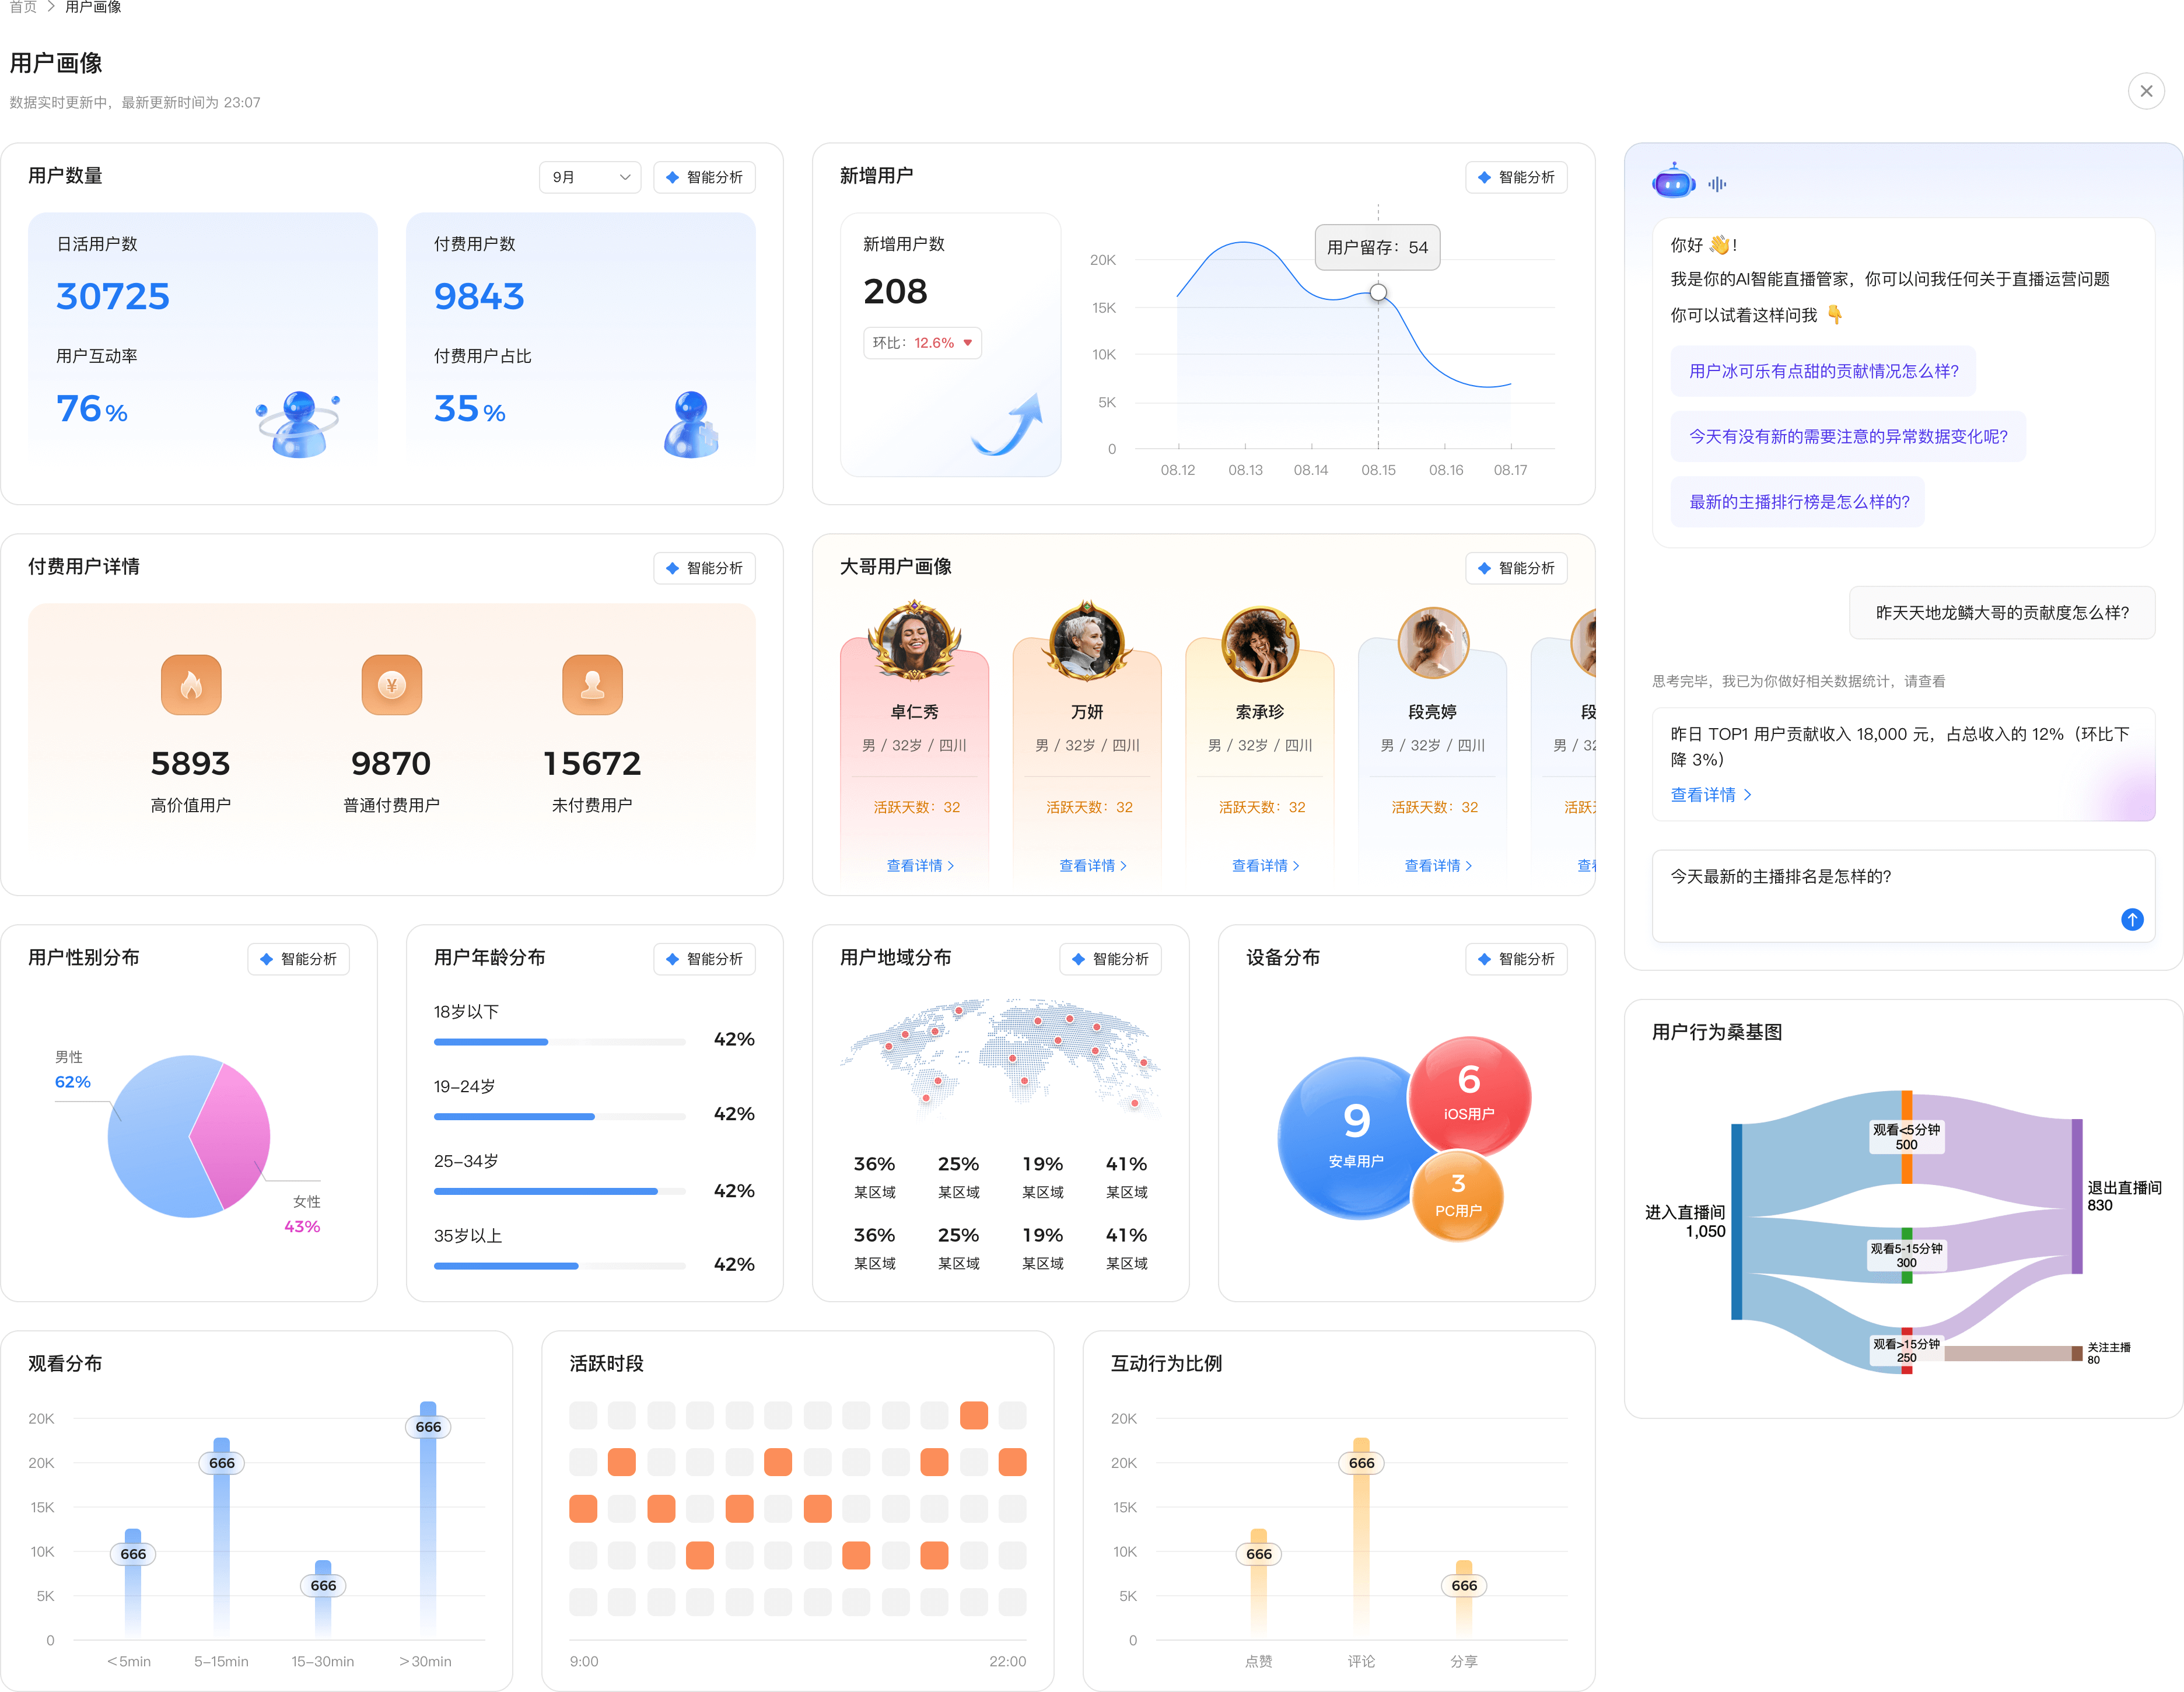 首页 > 用户画像
用户画像
数据实时更新中，最新更新时间为 23:07
用户数量
9月
智能分析
日活用户数
30725
用户互动率
76%
付费用户数
9843
付费用户占比
35%
新增用户
智能分析
新增用户数
208
环比：12.6%
20K
15K
10K
5K
0
用户留存：54
08.12
08.13
08.14
08.15
08.16
08.17
付费用户详情
智能分析
5893
高价值用户
¥
9870
普通付费用户
15672
未付费用户
大哥用户画像
智能分析
卓仁秀
男 / 32岁 / 四川
活跃天数：32
查看详情 >
万妍
男 / 32岁 / 四川
活跃天数：32
查看详情 >
索承珍
男 / 32岁 / 四川
活跃天数：32
查看详情 >
段亮婷
男 / 32岁 / 四川
活跃天数：32
查看详情 >
段
男 / 32
活跃
查
用户性别分布
智能分析
男性
62%
女性
43%
用户年龄分布
智能分析
18岁以下
42%
19-24岁
42%
25-34岁
42%
35岁以上
42%
用户地域分布
智能分析
36%
25%
19%
41%
某区域
某区域
某区域
某区域
36%
25%
19%
41%
某区域
某区域
某区域
某区域
设备分布
智能分析
9
安卓用户
6
iOS用户
3
PC用户
观看分布
20K
20K
15K
10K
5K
0
666
666
666
666
<5min
5-15min
15-30min
>30min
活跃时段
9:00
22:00
互动行为比例
20K
20K
15K
10K
5K
0
666
666
666
点赞
评论
分享
你好 👋！
我是你的AI智能直播管家，你可以问我任何关于直播运营问题
你可以试着这样问我 👇
用户冰可乐有点甜的贡献情况怎么样？
今天有没有新的需要注意的异常数据变化呢？
最新的主播排行榜是怎么样的？
昨天天地龙鳞大哥的贡献度怎么样？
思考完毕，我已为你做好相关数据统计，请查看
昨日 TOP1 用户贡献收入 18,000 元，占总收入的 12%（环比下
降 3%）
查看详情 >
今天最新的主播排名是怎样的？
用户行为桑基图
进入直播间
1,050
观看<5分钟
500
观看5-15分钟
300
观看>15分钟
250
退出直播间
830
关注主播
80